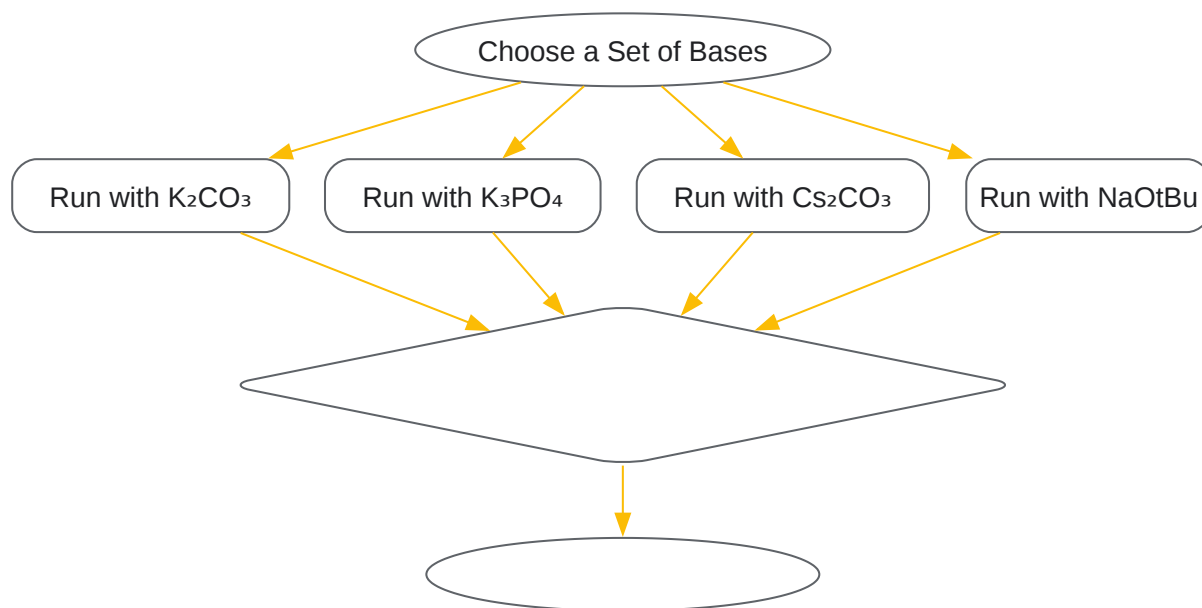 Choose a Set of Bases
Run with K₂CO₃
Run with K₃PO₄
Run with Cs₂CO₃
Run with NaOtBu